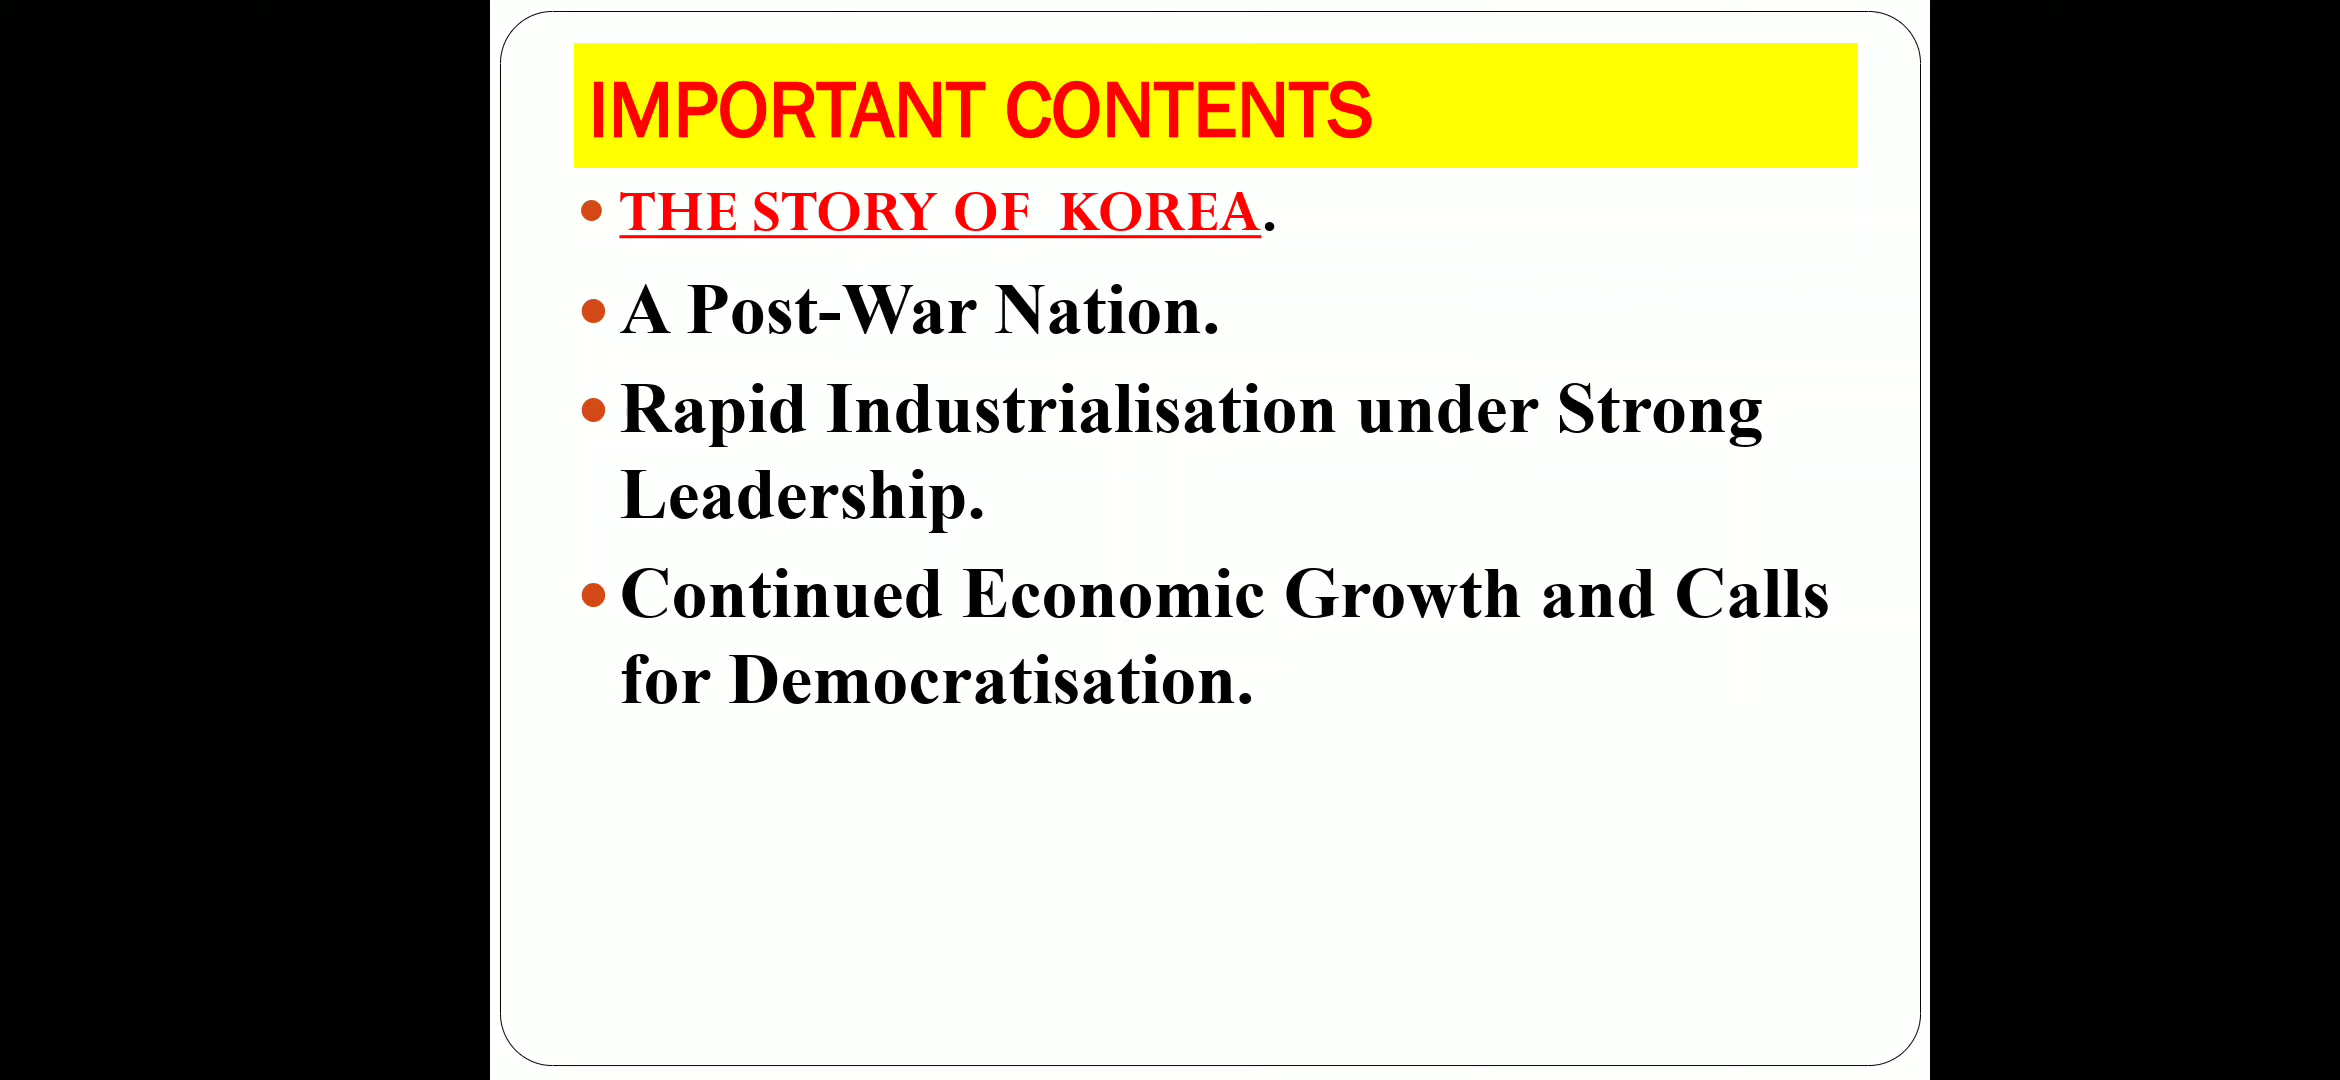 IMPORTANT CONTENTS
THE STORY OF KOREA.
A Post-War Nation.
Rapid Industrialisation under Strong
Leadership.
Continued Economic Growth and Calls
for Democratisation.